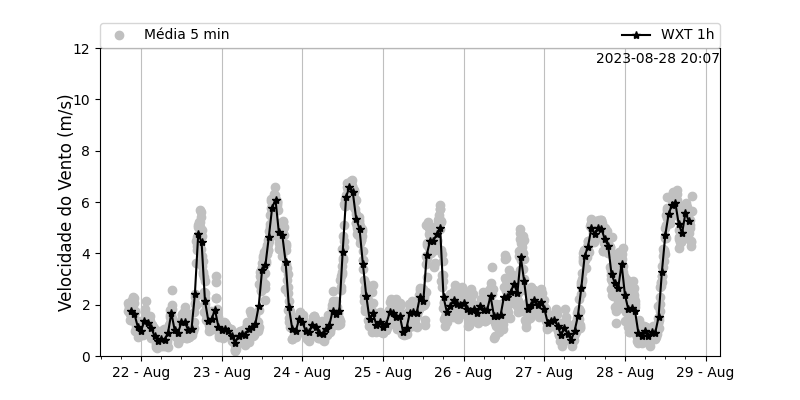 Média 5 min
WXT 1h
2023-08-28 20:07
Velocidade do Vento (m/s)
12
10
8
6
4
2
0
22 - Aug
23 - Aug
24 - Aug
25 - Aug
26 - Aug
27 - Aug
28 - Aug
29 - Aug